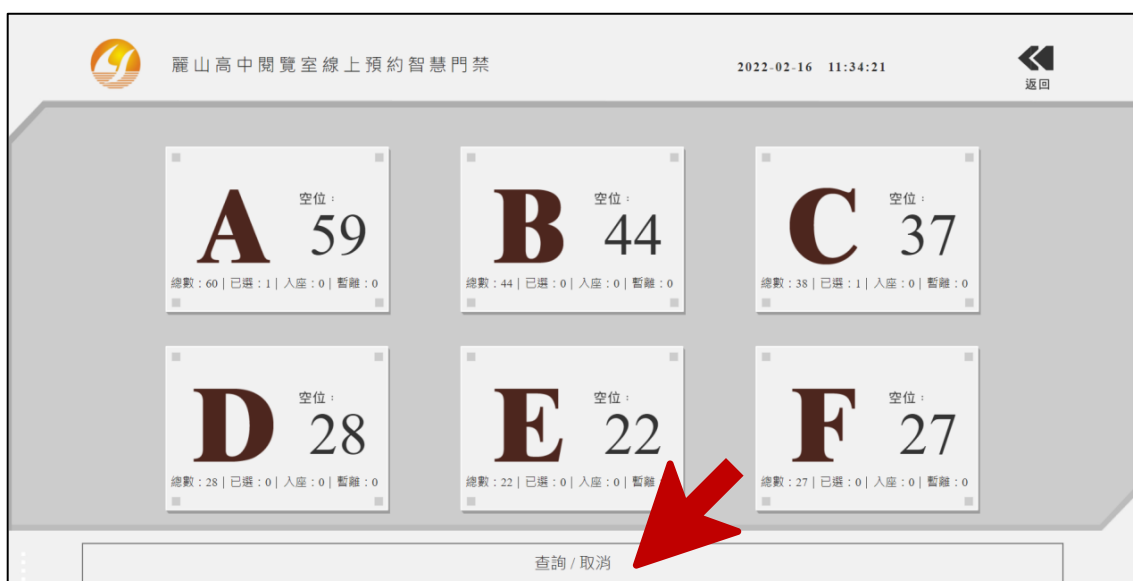 麗山高中閱覽室線上預約智慧門禁
2022-02-16 11:34:21
返回
A
空位：
59
總數：60 | 已選：1 | 入座：0 | 暫離：0
B
空位：
44
總數：44 | 已選：0 | 入座：0 | 暫離：0
C
空位：
37
總數：38 | 已選：1 | 入座：0 | 暫離：0
D
空位：
28
總數：28 | 已選：0 | 入座：0 | 暫離：0
E
空位：
22
總數：22 | 已選：0 | 入座：0 | 暫離
F
空位：
27
總數：27 | 已選：0 | 入座：0 | 暫離：0
查詢 / 取消